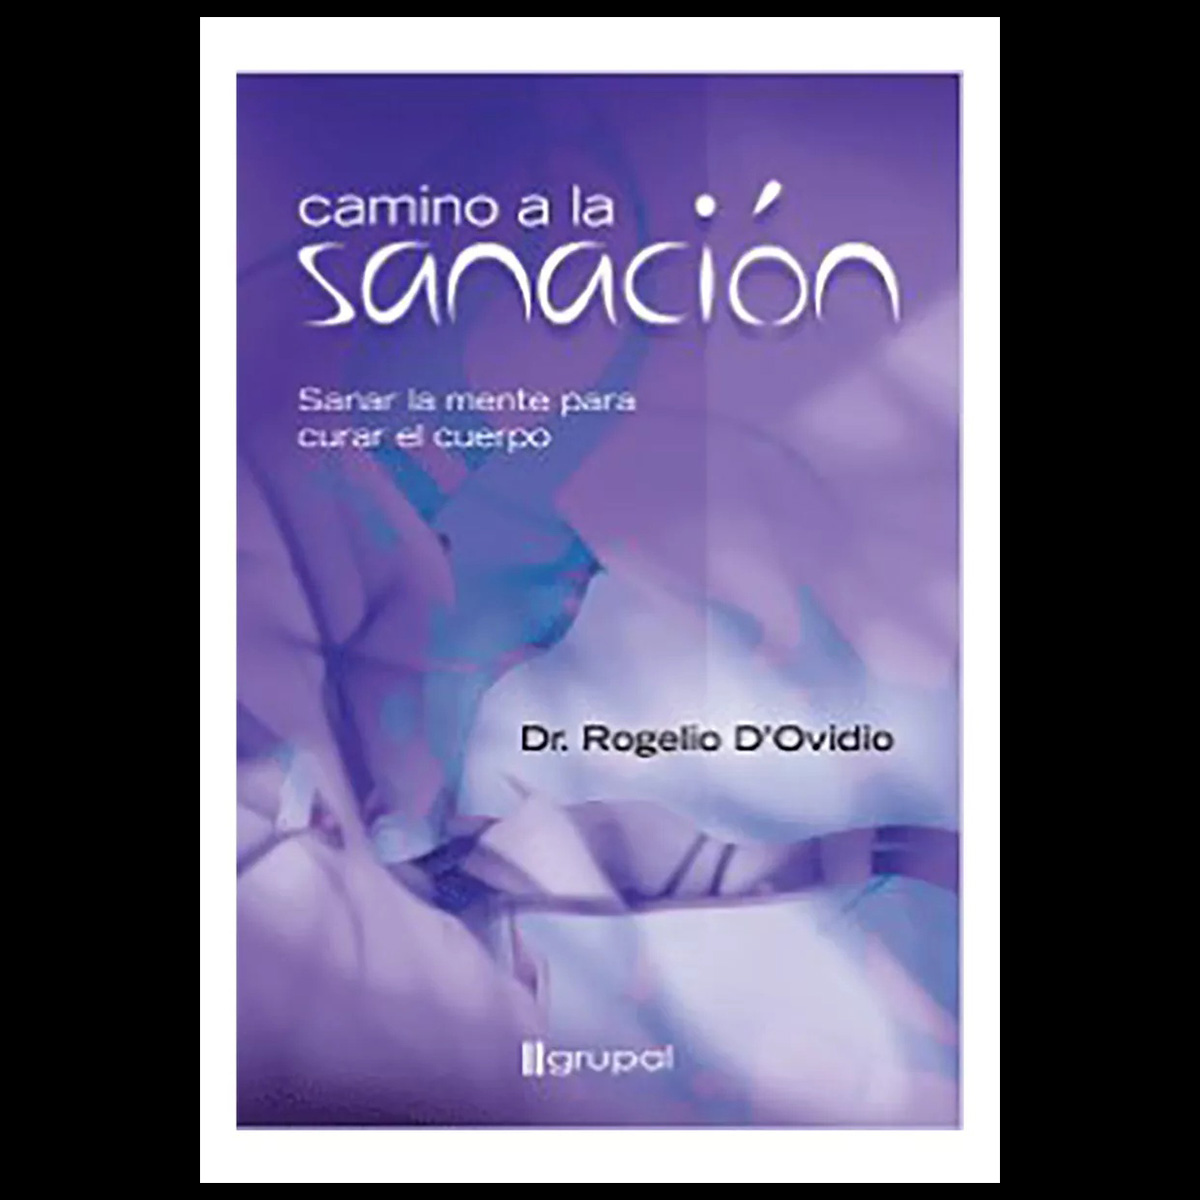 camino a la
sanación
Sanar la mente para
curar el cuerpo
Dr. Rogelio D'Ovidio
grupal